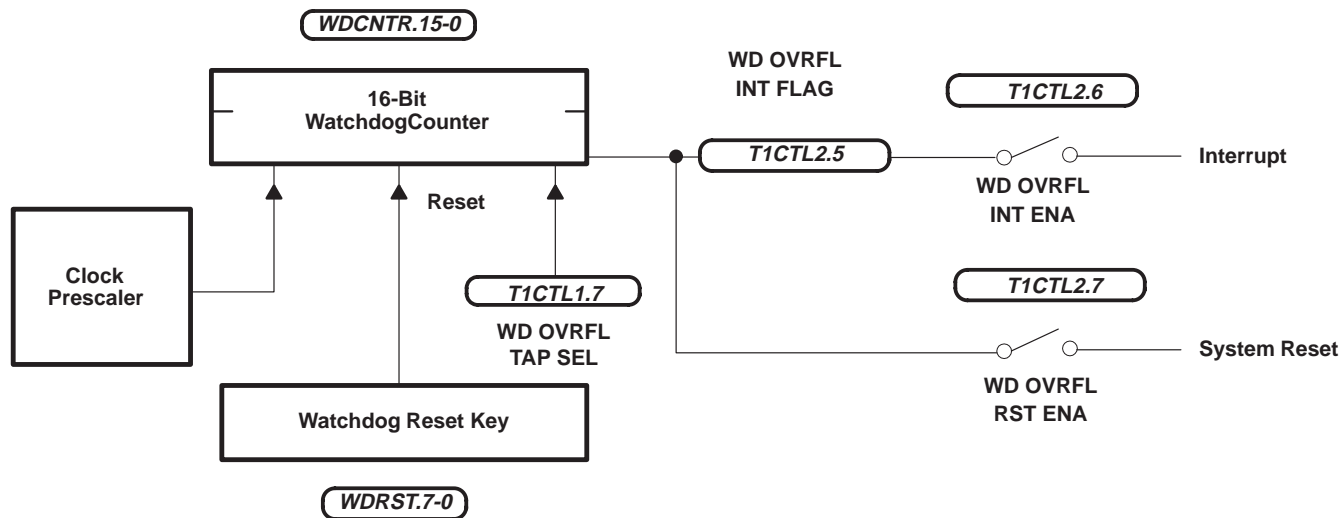 WDCNTR.15-0
16-Bit
WatchdogCounter
WD OVRFL
INT FLAG
T1CTL2.6
T1CTL2.5
Interrupt
WD OVRFL
INT ENA
Reset
Clock
Prescaler
T1CTL1.7
WD OVRFL
TAP SEL
T1CTL2.7
System Reset
WD OVRFL
RST ENA
Watchdog Reset Key
WDRST.7-0